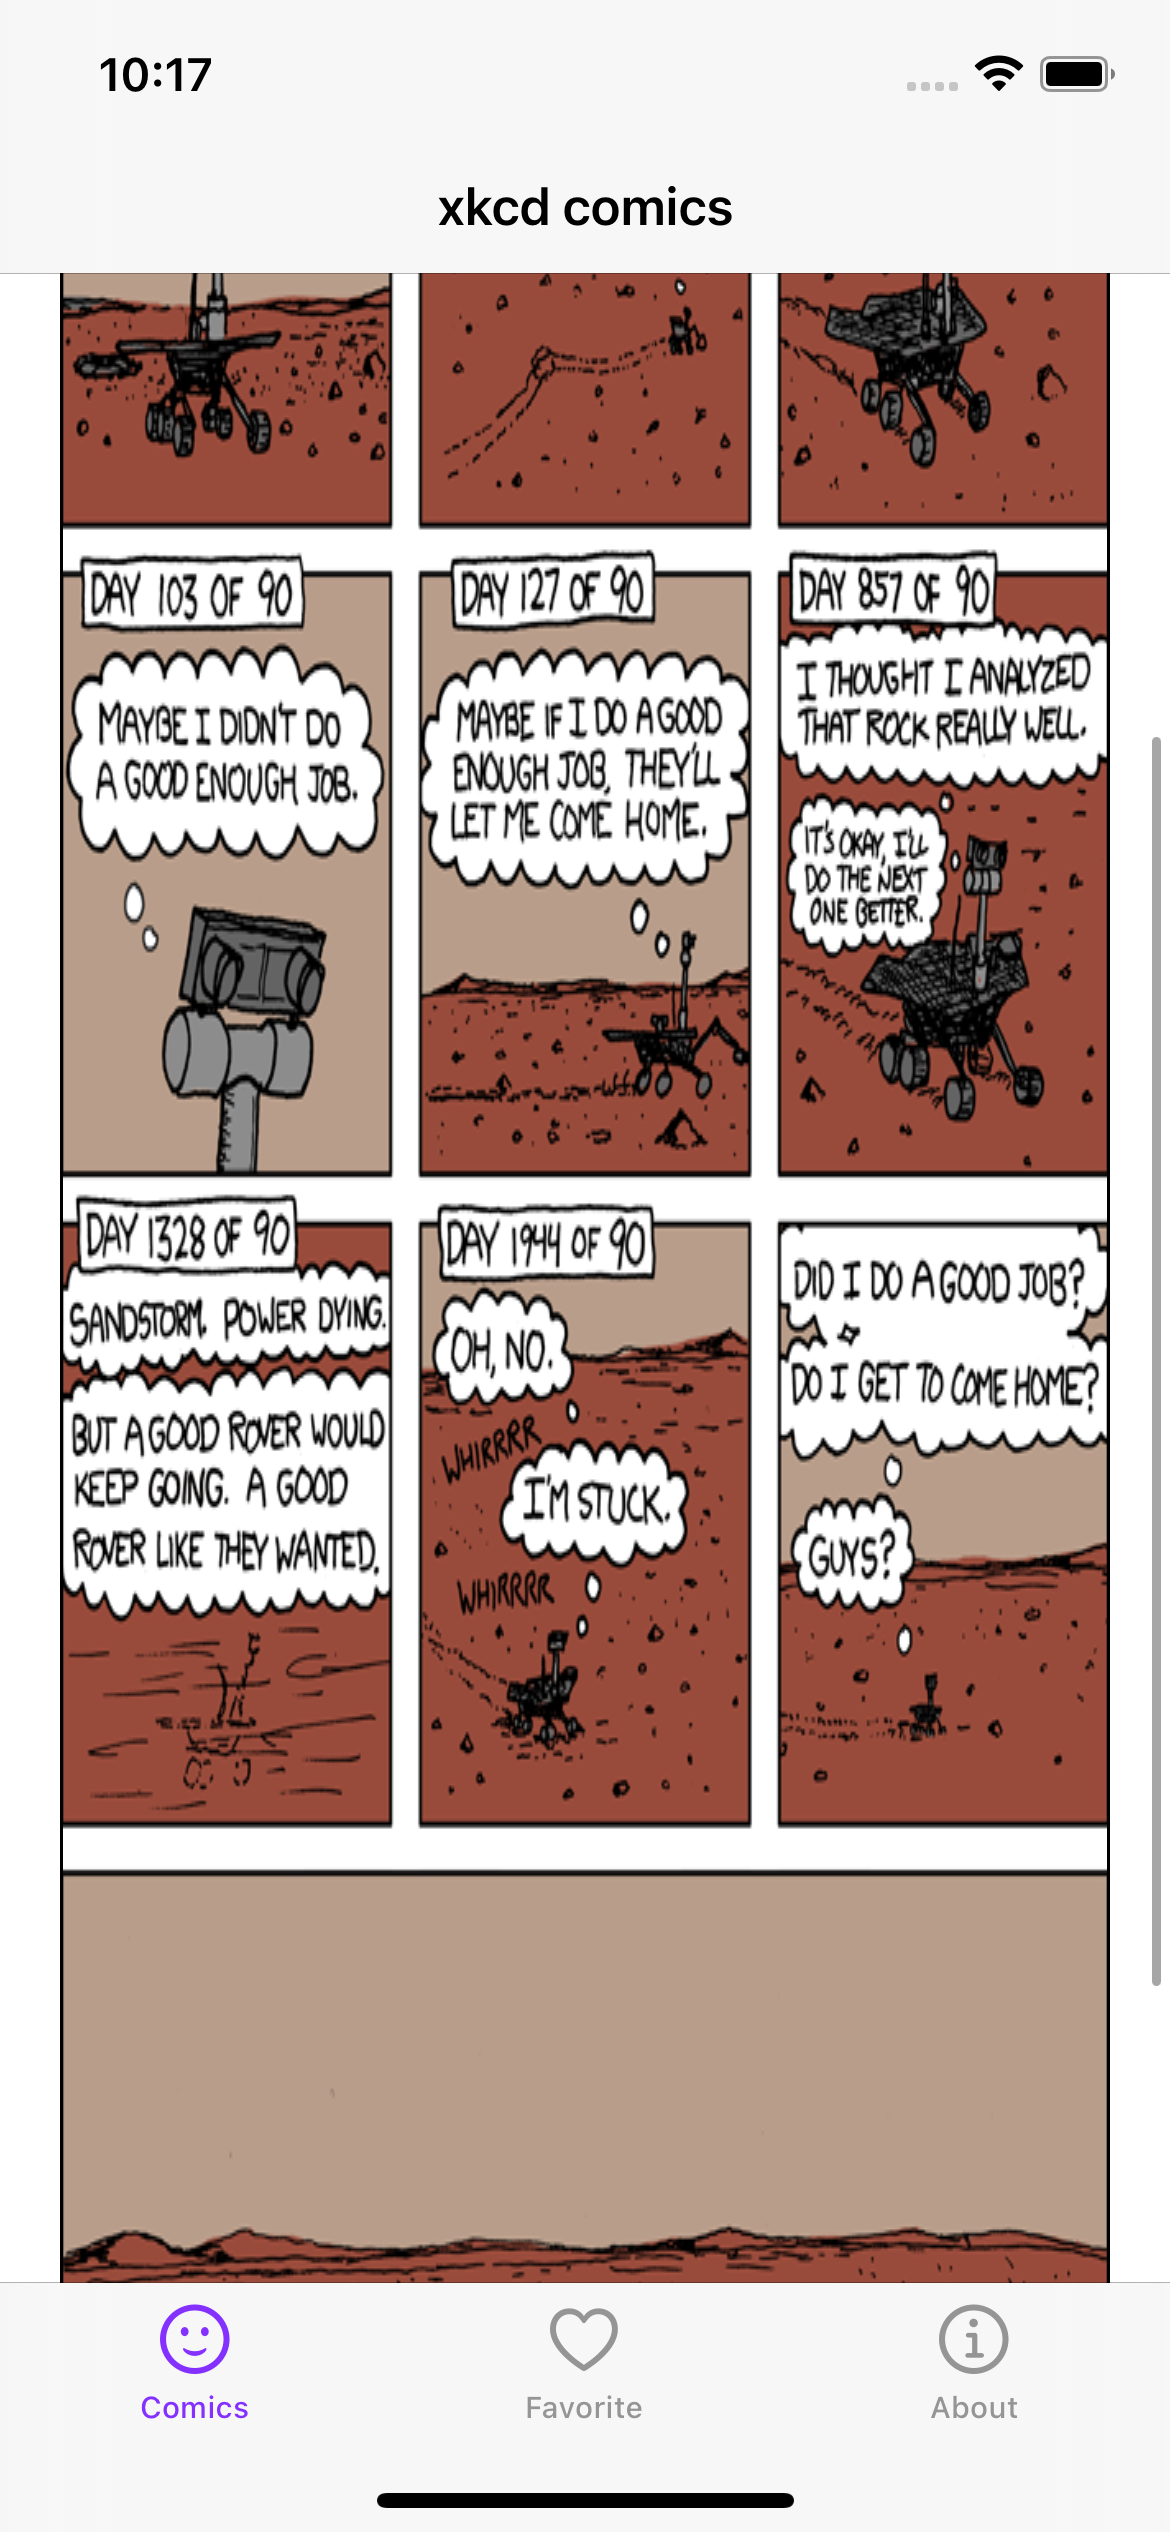 10:17
xkcd comics
DAY 103 OF 90
MAYBE I DIDN'T DO
A GOOD ENOUGH JOB.
DAY 127 OF 90
MAYBE IF I DO A GOOD
ENOUGH JOB, THEY'LL
LET ME COME HOME.
DAY 857 OF 90
I THOUGHT I ANALYZED
THAT ROCK REALLY WELL.
IT'S OKAY, I'LL
DO THE NEXT
ONE BETTER.
DAY 1328 OF 90
SANDSTORM. POWER DYING.
BUT A GOOD ROVER WOULD
KEEP GOING. A GOOD
ROVER LIKE THEY WANTED.
DAY 1944 OF 90
OH, NO.
WHIRRRR
I'M STUCK.
WHIRRRR
DID I DO A GOOD JOB?
DO I GET TO COME HOME?
GUYS?
Comics
Favorite
About